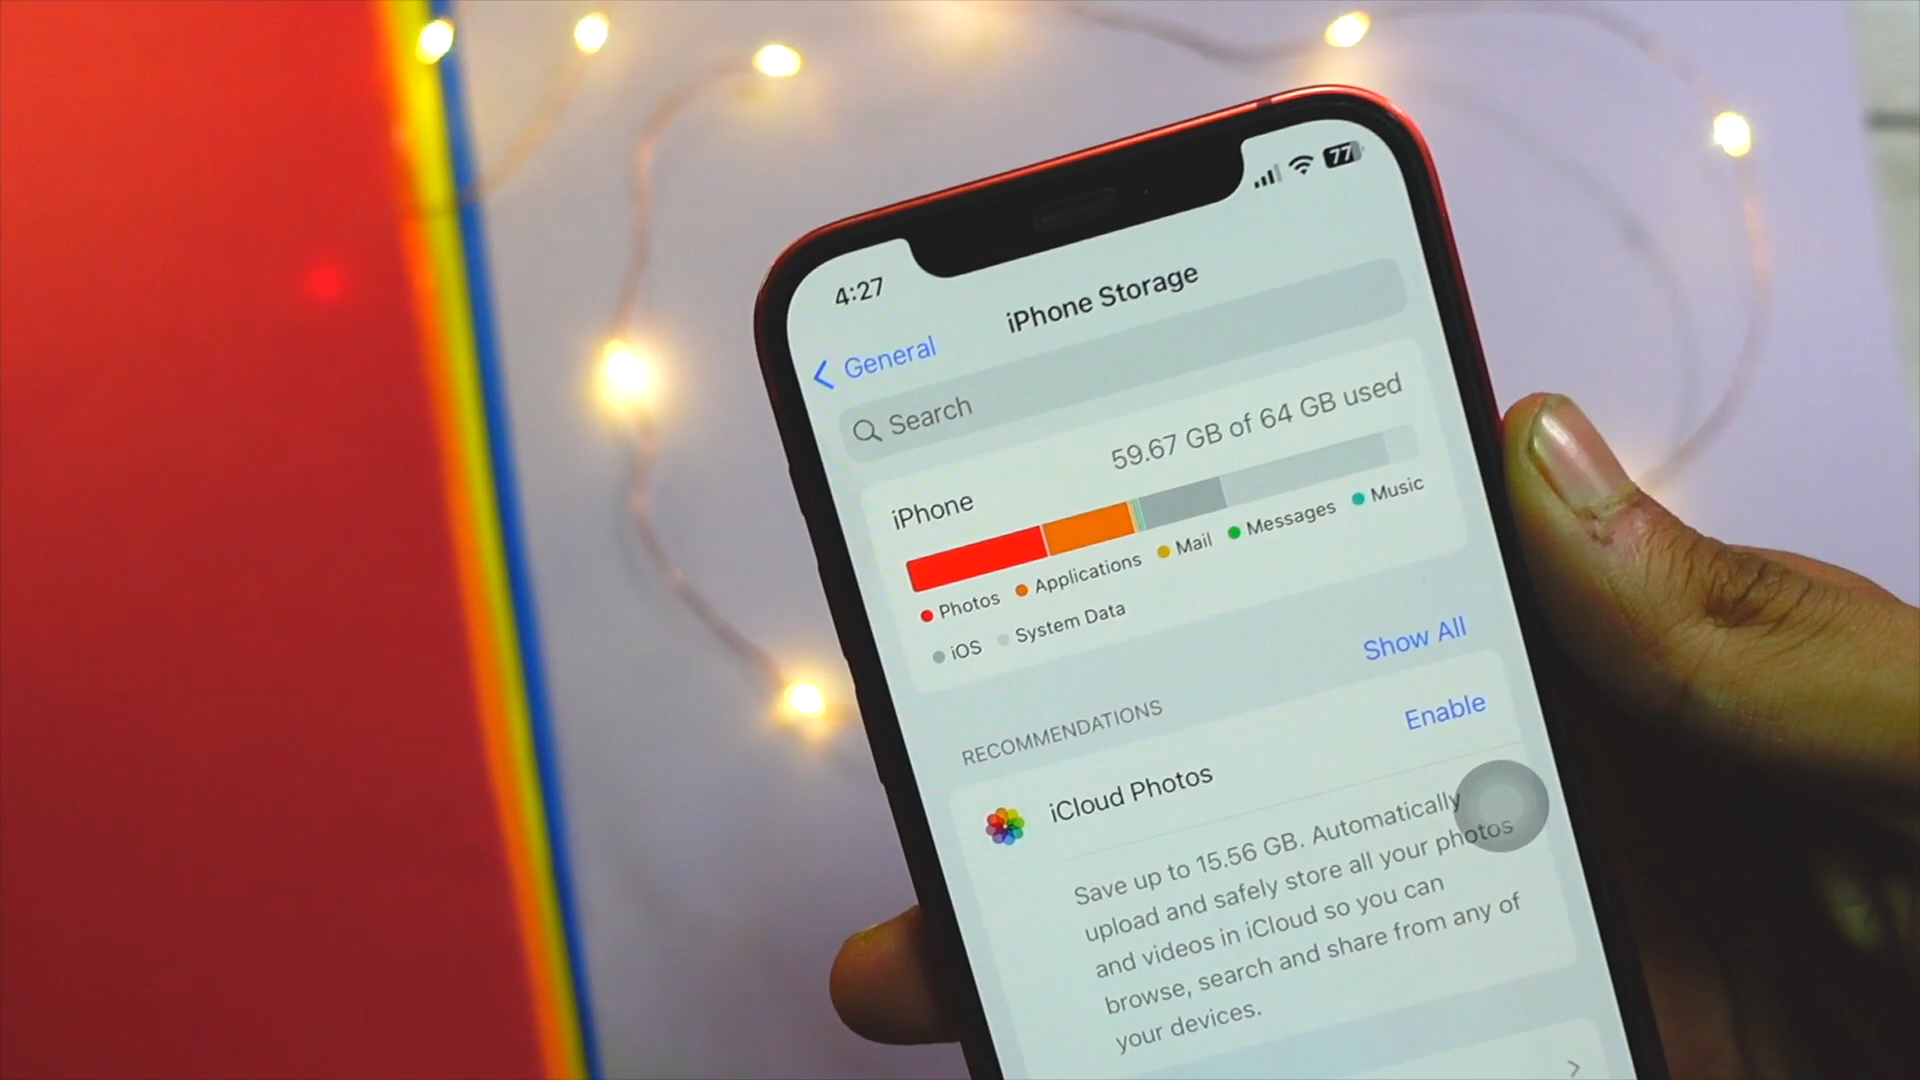 4:27
77
General
iPhone Storage
Search
iPhone
59.67 GB of 64 GB used
Photos
Applications
Mail
Messages
Music
iOS
System Data
RECOMMENDATIONS
Show All
iCloud Photos
Enable
Save up to 15.56 GB. Automatically
upload and safely store all your photos
and videos in iCloud so you can
browse, search and share from any of
your devices.